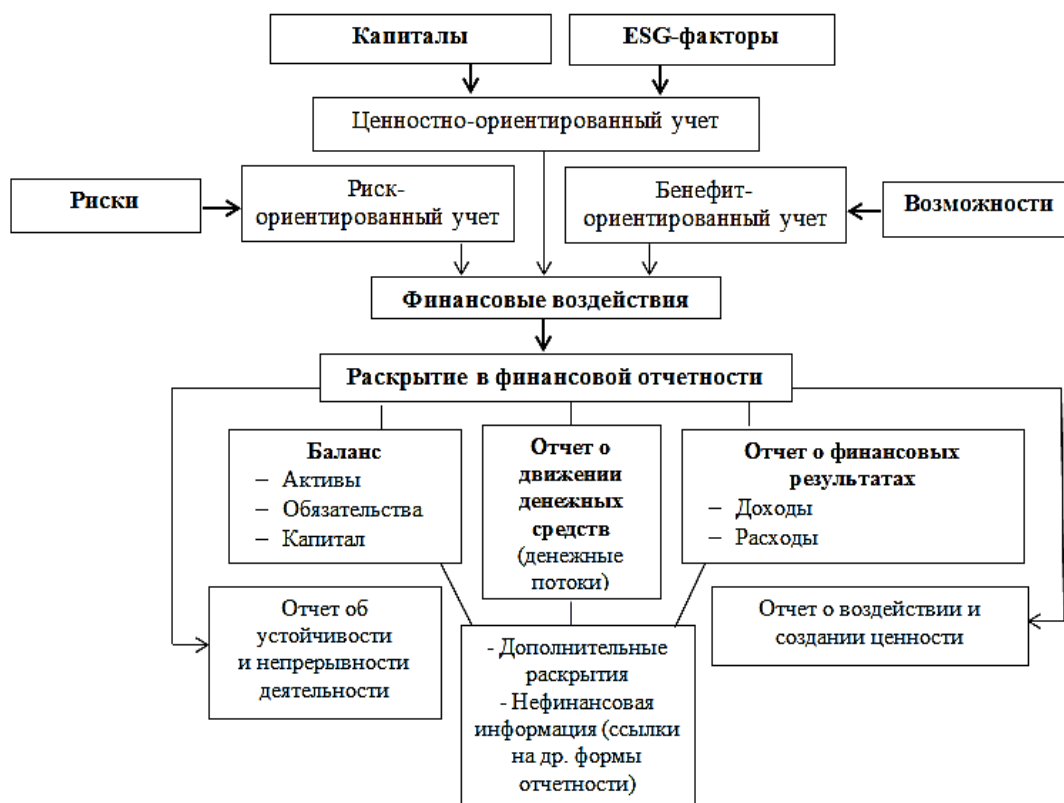 Капиталы
ESG-факторы
Ценностно-ориентированный учет
Риски
Риск-
ориентированный учет
Бенефит-
ориентированный учет
Возможности
Финансовые воздействия
Раскрытие в финансовой отчетности
Баланс
– Активы
– Обязательства
– Капитал
Отчет о
движении
денежных
средств
(денежные
потоки)
Отчет о финансовых
результатах
– Доходы
– Расходы
Отчет об
устойчивости
и непрерывности
деятельности
- Дополнительные
раскрытия
- Нефинансовая
информация (ссылки
на др. формы
отчетности)
Отчет о воздействии и
создании ценности